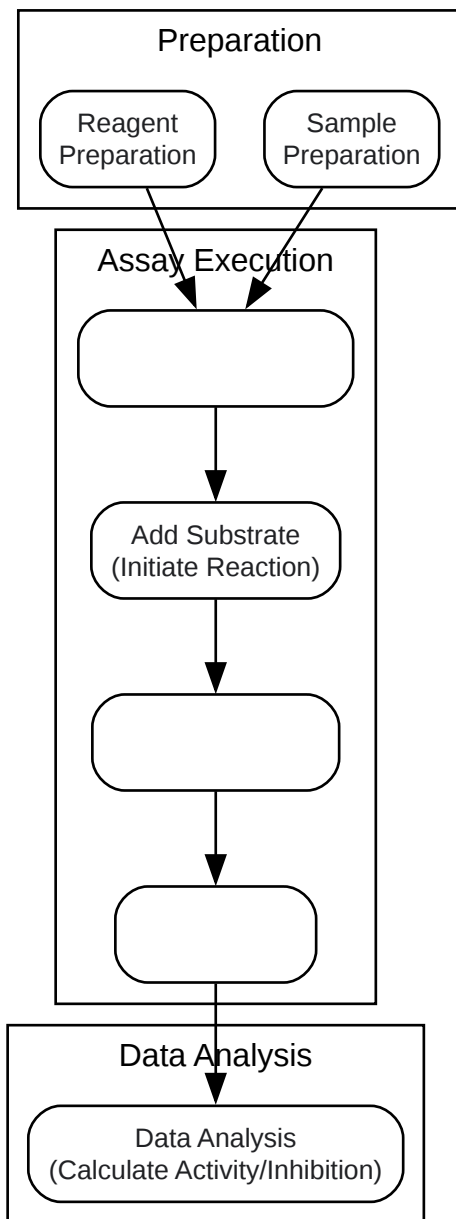 Preparation
Reagent
Preparation
Sample
Preparation
Assay Execution
Add Substrate
(Initiate Reaction)
Data Analysis
Data Analysis
(Calculate Activity/Inhibition)